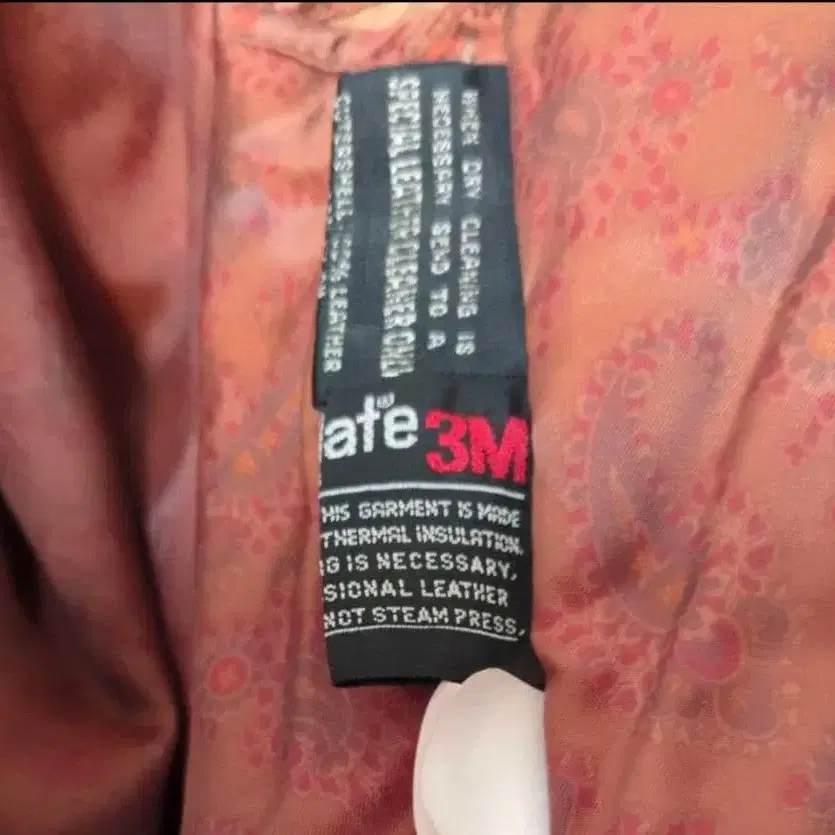 WHEN DRY CLEANING IS
NECESSARY SEND TO A
SPECIAL LEATHER CLEANER ONLY
OUTERSHELL 100% LEATHER
late® 3M
HIS GARMENT IS MADE
THERMAL INSULATION.
G IS NECESSARY,
SIONAL LEATHER
NOT STEAM PRESS.